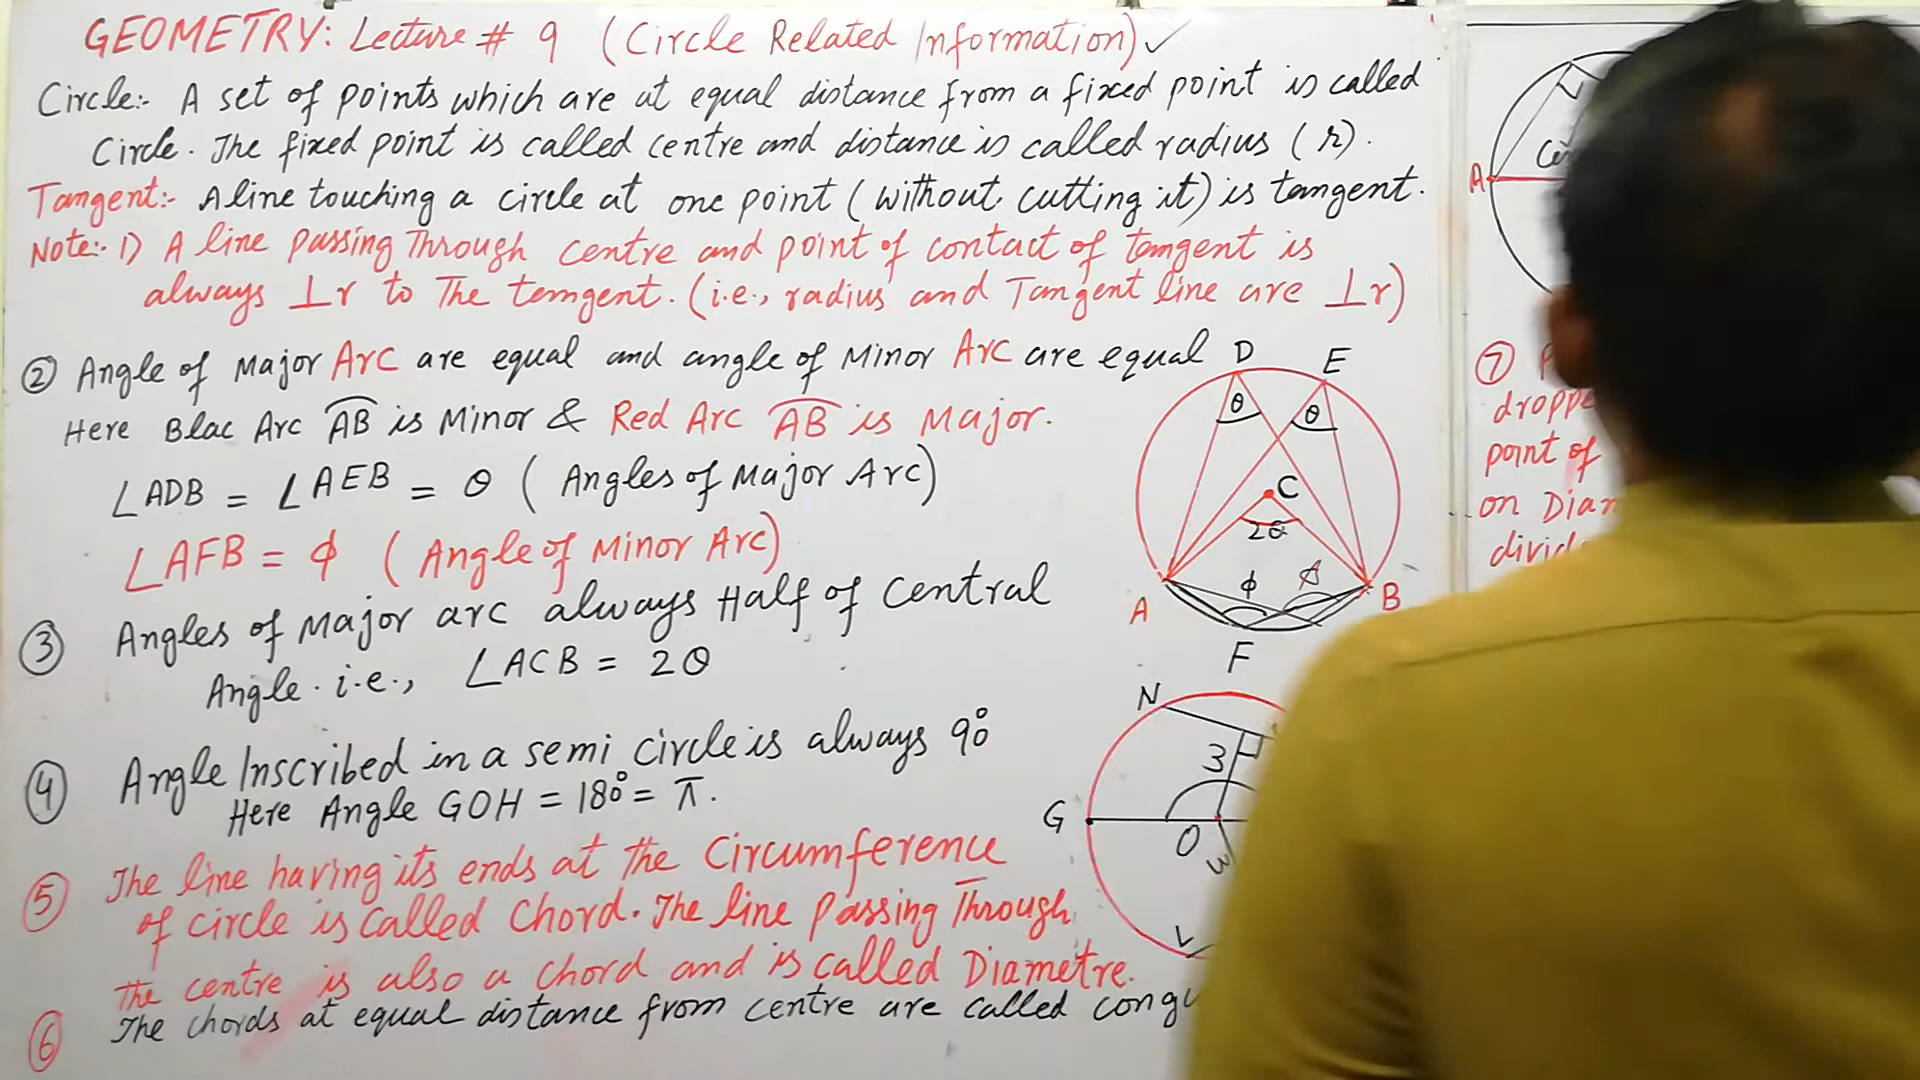 GEOMETRY: Lecture # 9 (Circle Related Information) ✓
Circle:- A set of points which are at equal distance from a fixed point is called
Circle. The fixed point is called centre and distance is called radius (r).
Tangent:- A line touching a circle at one point (without cutting it) is tangent.
Note:- 1) A line passing Through centre and point of contact of tangent is
always ⊥r to The tangent. (i.e., radius and Tangent line are ⊥r)
② Angle of Major Arc are equal and angle of Minor Arc are equal
Here Blac Arc AB is Minor & Red Arc AB is Major.
∠ADB = ∠AEB = θ (Angles of Major Arc)
∠AFB = ϕ (Angle of Minor Arc)
③ Angles of Major arc always Half of Central
Angle. i.e., ∠ACB = 2θ
④ Angle Inscribed in a semi circle is always 90°
Here Angle GOH = 180° = π.
⑤ The line having its ends at the Circumference
of circle is called Chord. The line Passing Through
The centre is also a chord and is called Diametre.
⑥ The chords at equal distance from centre are called congu
D E
θ θ
C
2θ
ϕ
A B
F
N
3
G O
3
L
A
Cen
⑦ P
droppe
point of
on Diam
divid